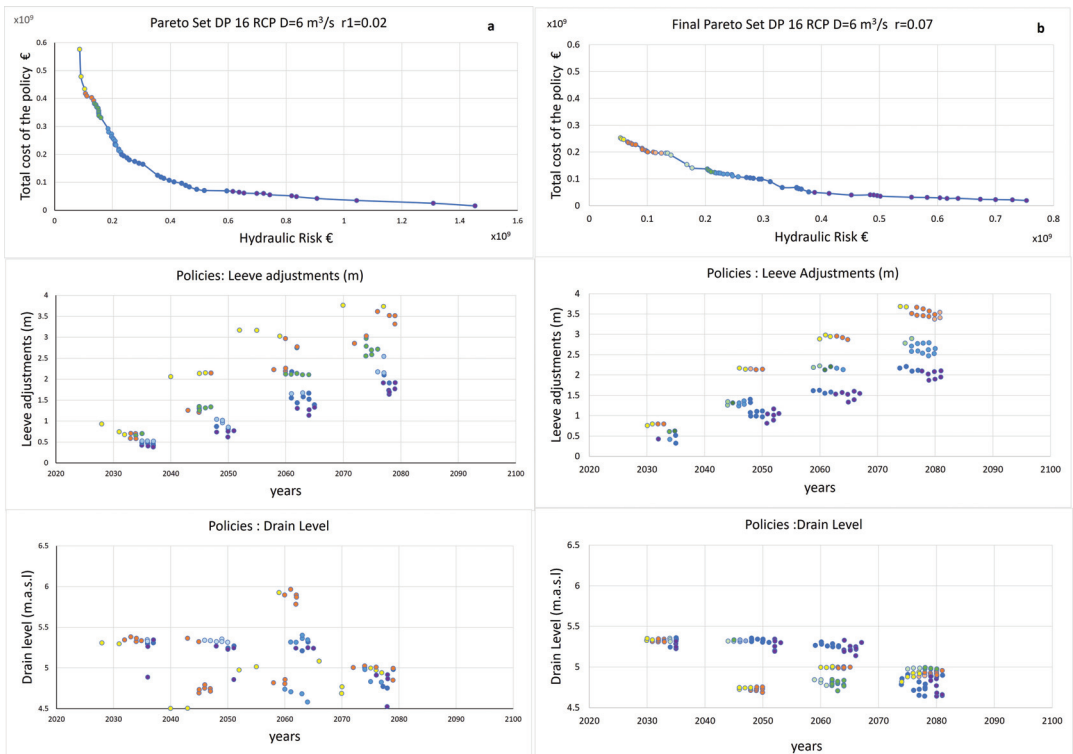 x10⁹
Pareto Set DP 16 RCP D=6 m³/s r1=0.02
a
0.6
0.5
0.4
0.3
0.2
0.1
0
Total cost of the policy €
0 0.2 0.4 0.6 0.8 1 1.2 1.4 1.6
Hydraulic Risk €
x10⁹
x10⁹
Final Pareto Set DP 16 RCP D=6 m³/s r=0.07
b
0.6
0.5
0.4
0.3
0.2
0.1
0
Total cost of the policy €
0 0.1 0.2 0.3 0.4 0.5 0.6 0.7 0.8
Hydraulic Risk €
x10⁹
Policies: Leeve adjustments (m)
4
3.5
3
2.5
2
1.5
1
0.5
0
Leeve adjustments (m)
2020 2030 2040 2050 2060 2070 2080 2090 2100
years
Policies : Leeve Adjustments (m)
4
3.5
3
2.5
2
1.5
1
0.5
0
Leeve adjustments (m)
2020 2030 2040 2050 2060 2070 2080 2090 2100
years
Policies : Drain Level
6.5
6
5.5
5
4.5
Drain level (m.a.s.l)
2020 2030 2040 2050 2060 2070 2080 2090 2100
years
Policies :Drain Level
6.5
6
5.5
5
4.5
Drain level (m.a.s.l)
2020 2030 2040 2050 2060 2070 2080 2090 2100
years